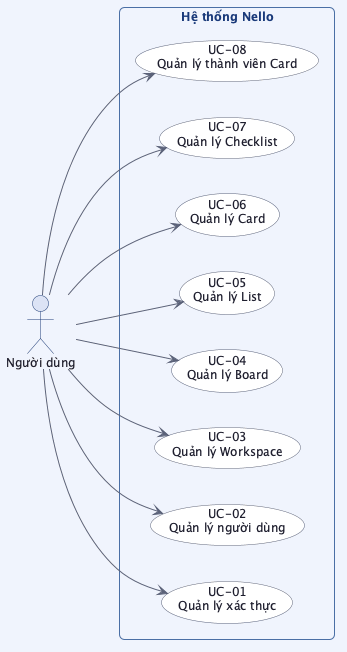 Hệ thống Nello
UC-08
Quản lý thành viên Card
UC-07
Quản lý Checklist
UC-06
Quản lý Card
UC-05
Quản lý List
Người dùng
UC-04
Quản lý Board
UC-03
Quản lý Workspace
UC-02
Quản lý người dùng
UC-01
Quản lý xác thực